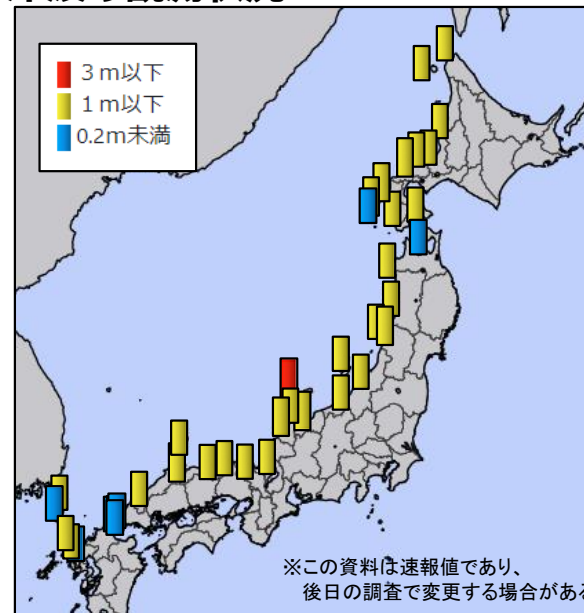 ３ｍ以下
１ｍ以下
0.2m未満
※この資料は速報値であり、
後日の調査で変更する場合がある